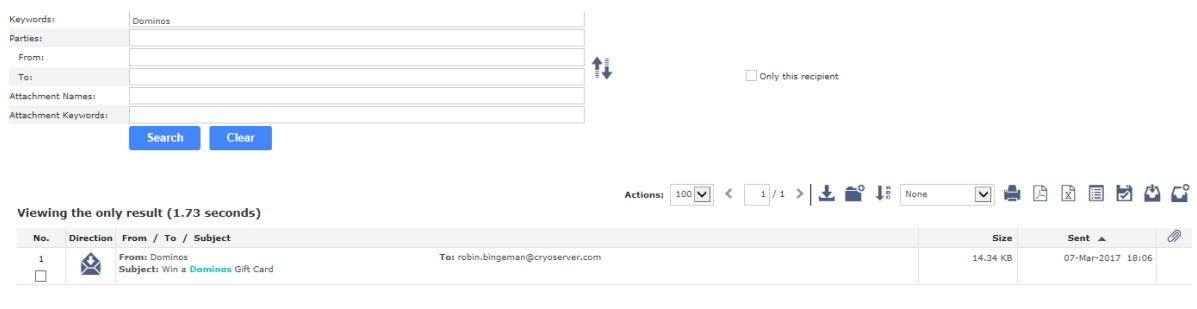 Keywords: Dominos
Parties:
From:
To: Only this recipient
Attachment Names:
Attachment Keywords:
Search Clear
Actions: 100 1 / 1 None
Viewing the only result (1.73 seconds)
No. Direction From / To / Subject Size Sent
1 From: Dominos To: robin.bingeman@cryoserver.com 14.34 KB 07-Mar-2017 18:06
Subject: Win a Dominos Gift Card